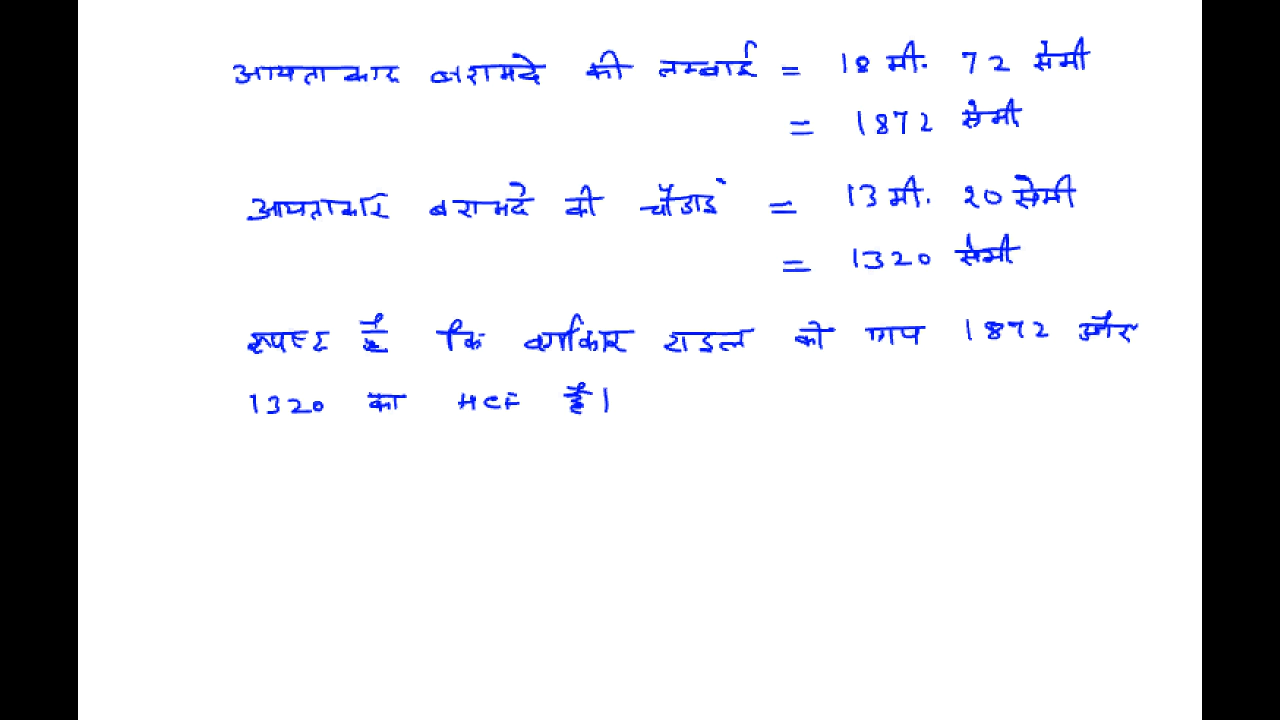 आयताकार बरामदे की लम्बाई = 18 मी. 72 सेमी
= 1872 सेमी
आयताकार बरामदे की चौडाई = 13 मी. 20 सेमी
= 1320 सेमी
स्पष्ट है कि वर्गाकार टाइल की माप 1872 और
1320 का HCF है।